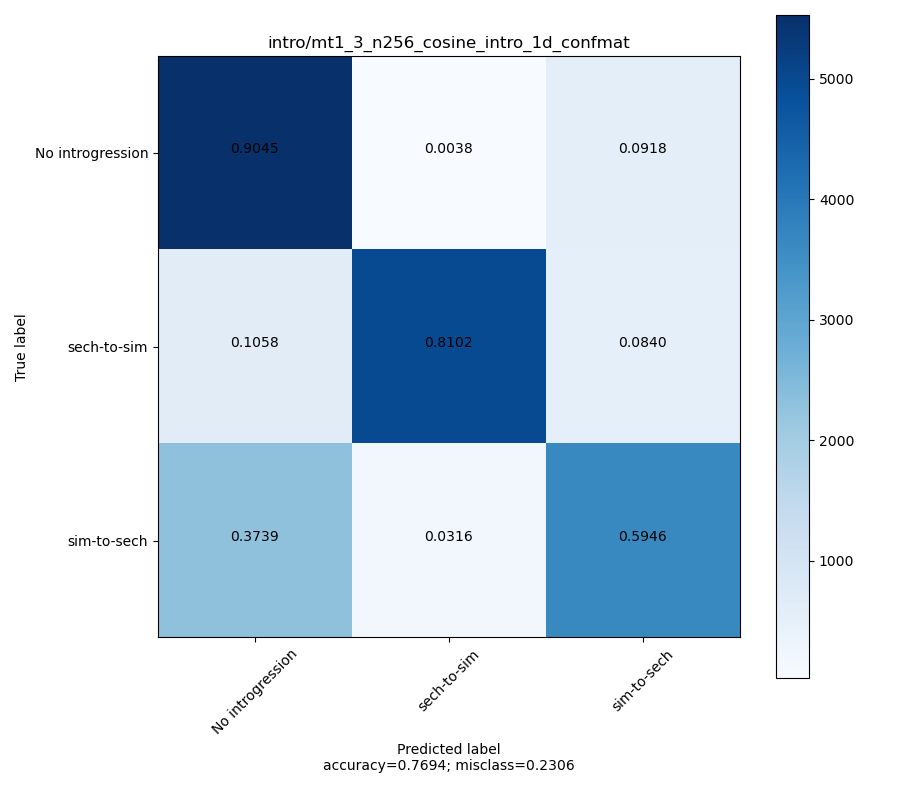 intro/mt1_3_n256_cosine_intro_1d_confmat
No introgression
0.9045
0.0038
0.0918
sech-to-sim
0.1058
0.8102
0.0840
sim-to-sech
0.3739
0.0316
0.5946
True label
No introgression
sech-to-sim
sim-to-sech
Predicted label
accuracy=0.7694; misclass=0.2306
5000
4000
3000
2000
1000